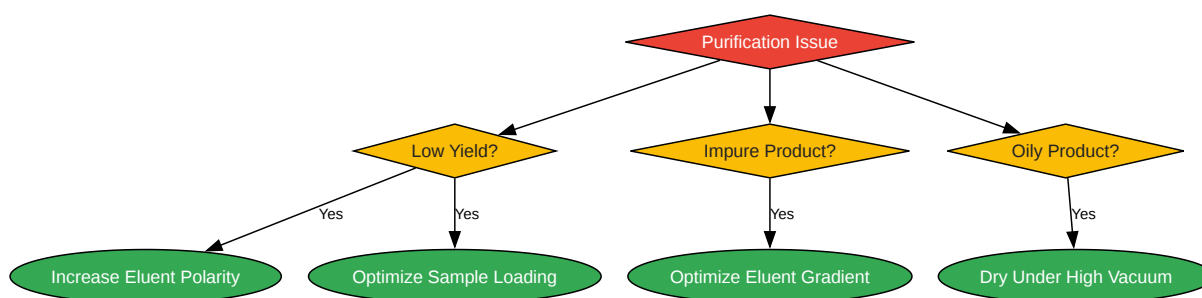 Purification Issue
Low Yield?
Impure Product?
Oily Product?
Yes
Yes
Yes
Yes
Increase Eluent Polarity
Optimize Sample Loading
Optimize Eluent Gradient
Dry Under High Vacuum